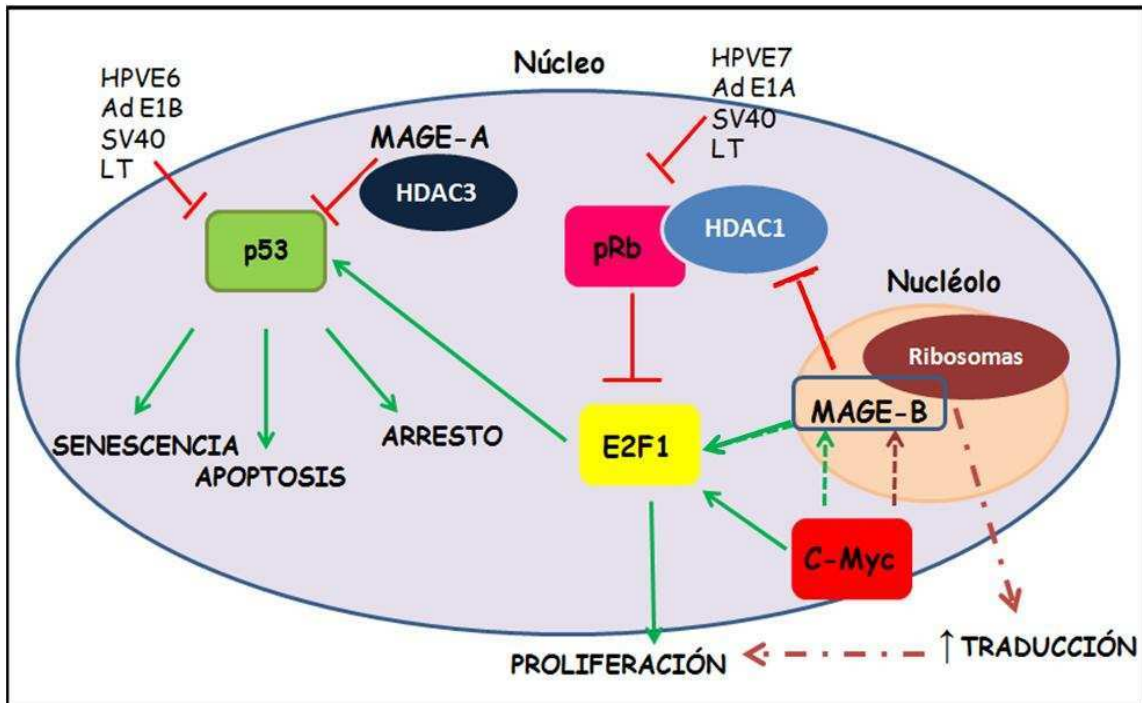 Núcleo
HPVE6
Ad E1B
SV40
LT
HPVE7
Ad E1A
SV40
LT
MAGE-A
HDAC3
p53
pRb
HDAC1
Nucléolo
Ribosomas
MAGE-B
SENESCENCIA
APOPTOSIS
ARRESTO
E2F1
C-Myc
PROLIFERACIÓN
↑ TRADUCCIÓN